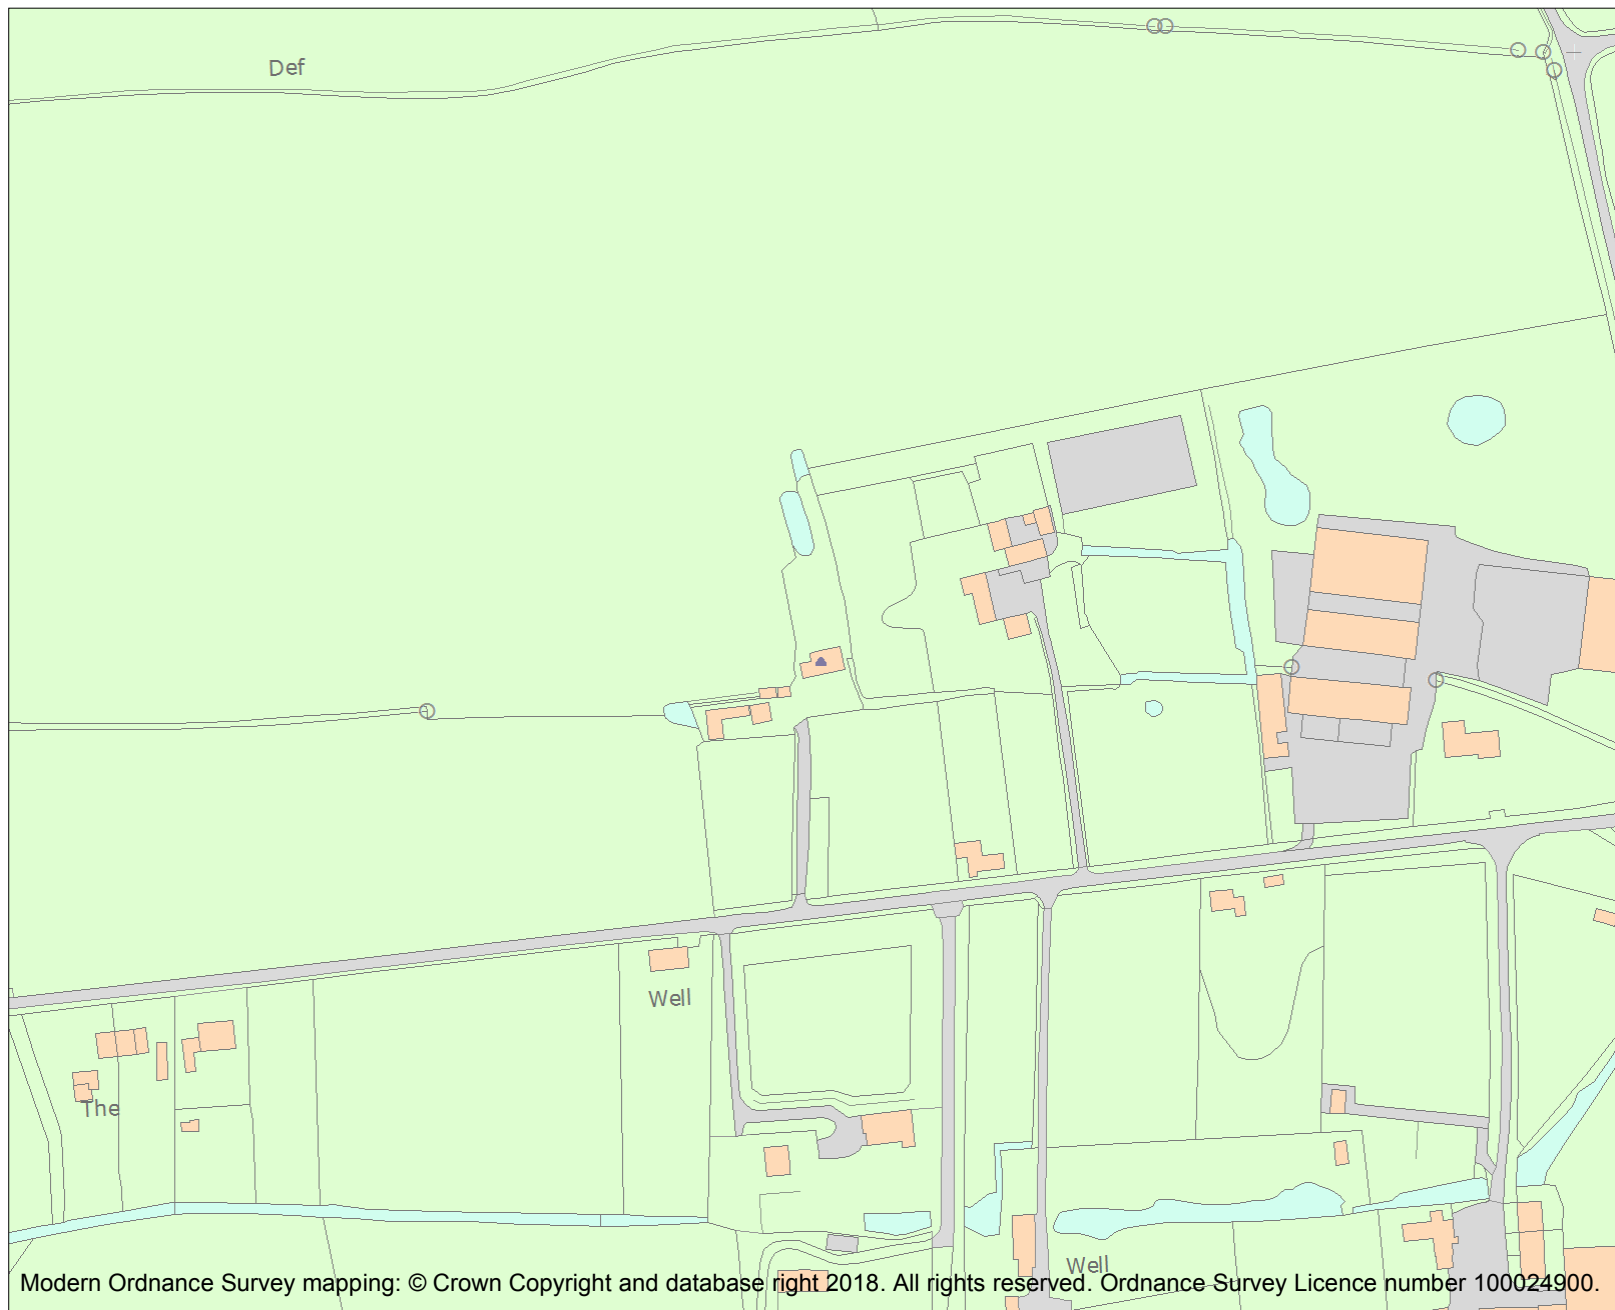 Def
Well
The
Well
Modern Ordnance Survey mapping: © Crown Copyright and database right 2018. All rights reserved. Ordnance Survey Licence number 100024900.